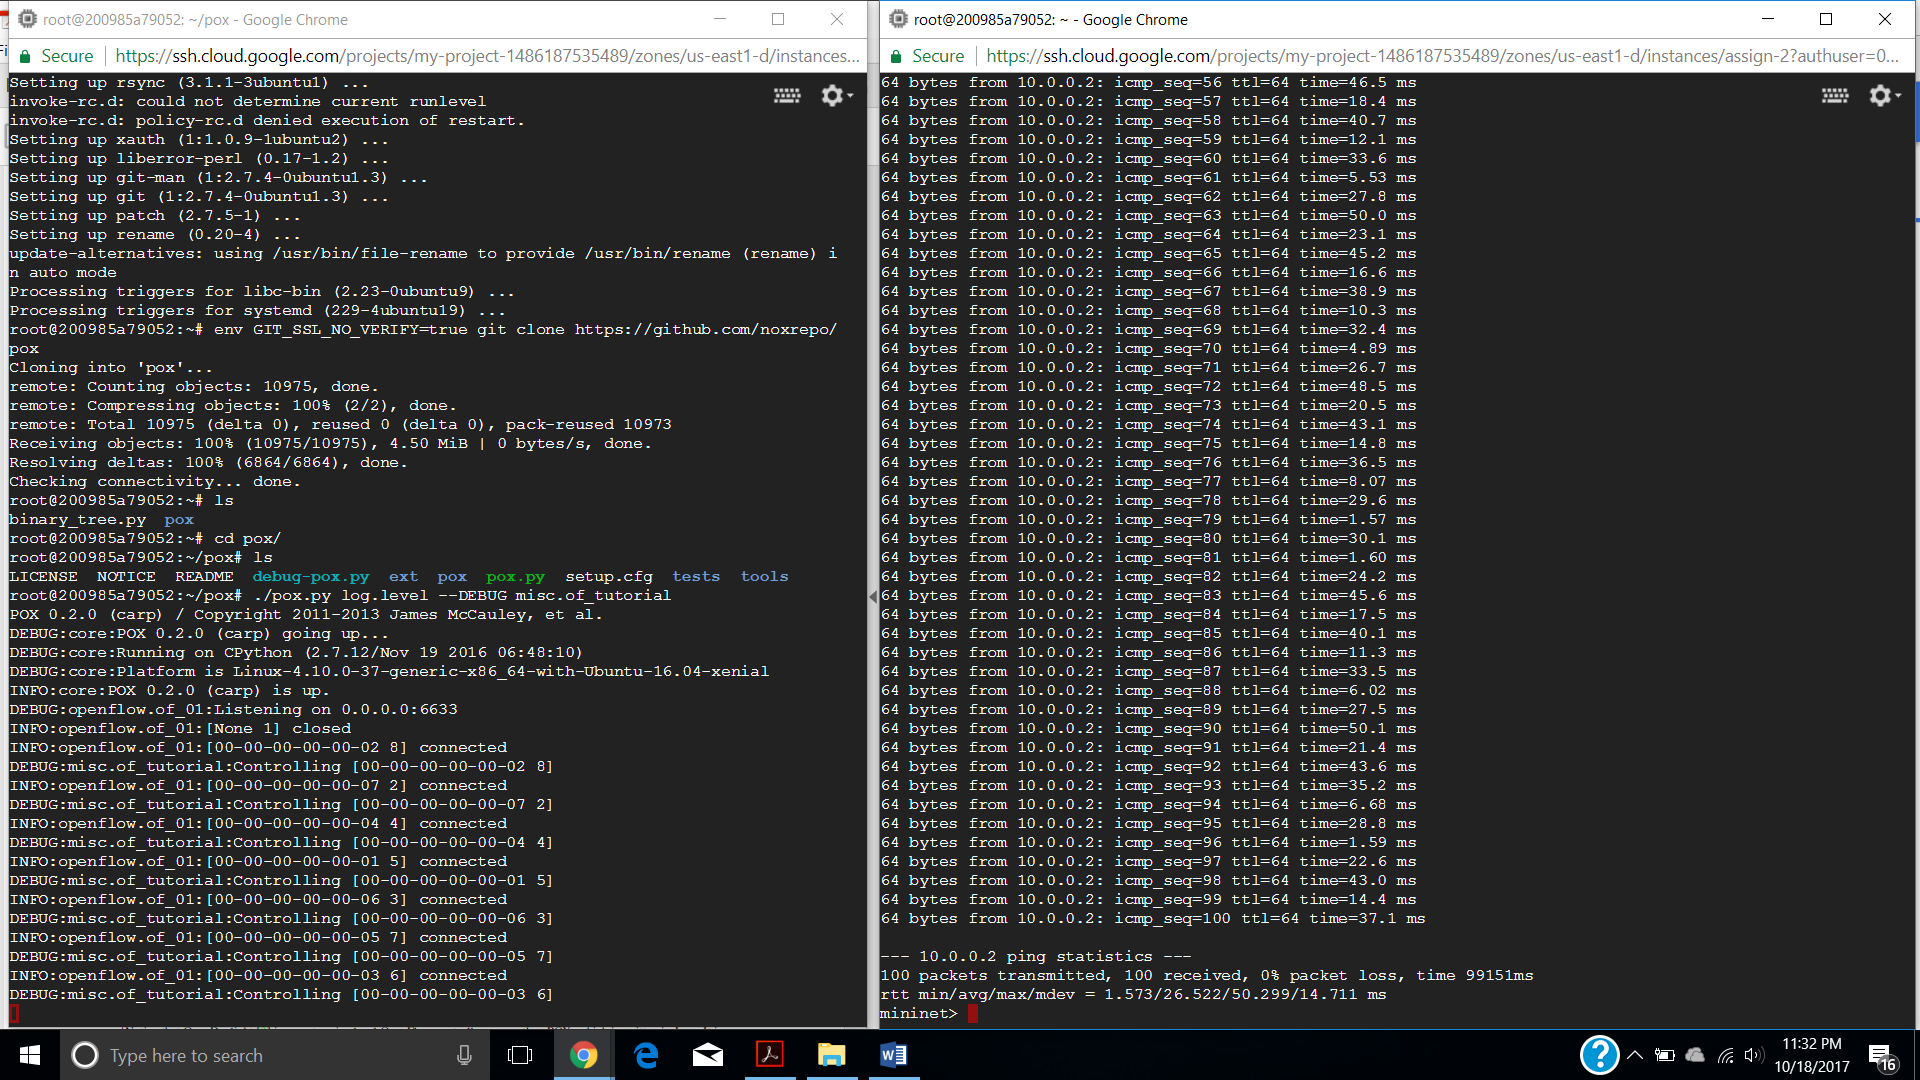 root@200985a79052: ~/pox - Google Chrome
Secure
https://ssh.cloud.google.com/projects/my-project-1486187535489/zones/us-east1-d/instances...
Setting up rsync (3.1.1-3ubuntu1) ...
invoke-rc.d: could not determine current runlevel
invoke-rc.d: policy-rc.d denied execution of restart.
Setting up xauth (1:1.0.9-1ubuntu2) ...
Setting up liberror-perl (0.17-1.2) ...
Setting up git-man (1:2.7.4-0ubuntu1.3) ...
Setting up git (1:2.7.4-0ubuntu1.3) ...
Setting up patch (2.7.5-1) ...
Setting up rename (0.20-4) ...
update-alternatives: using /usr/bin/file-rename to provide /usr/bin/rename (rename) i
n auto mode
Processing triggers for libc-bin (2.23-0ubuntu9) ...
Processing triggers for systemd (229-4ubuntu19) ...
root@200985a79052:~# env GIT_SSL_NO_VERIFY=true git clone https://github.com/noxrepo/
pox
Cloning into 'pox'...
remote: Counting objects: 10975, done.
remote: Compressing objects: 100% (2/2), done.
remote: Total 10975 (delta 0), reused 0 (delta 0), pack-reused 10973
Receiving objects: 100% (10975/10975), 4.50 MiB | 0 bytes/s, done.
Resolving deltas: 100% (6864/6864), done.
Checking connectivity... done.
root@200985a79052:~# ls
binary_tree.py  pox
root@200985a79052:~# cd pox/
root@200985a79052:~/pox# ls
LICENSE  NOTICE  README  debug-pox.py  ext  pox  pox.py  setup.cfg  tests  tools
root@200985a79052:~/pox# ./pox.py log.level --DEBUG misc.of_tutorial
POX 0.2.0 (carp) / Copyright 2011-2013 James McCauley, et al.
DEBUG:core:POX 0.2.0 (carp) going up...
DEBUG:core:Running on CPython (2.7.12/Nov 19 2016 06:48:10)
DEBUG:core:Platform is Linux-4.10.0-37-generic-x86_64-with-Ubuntu-16.04-xenial
INFO:core:POX 0.2.0 (carp) is up.
DEBUG:openflow.of_01:Listening on 0.0.0.0:6633
INFO:openflow.of_01:[None 1] closed
INFO:openflow.of_01:[00-00-00-00-00-02 8] connected
DEBUG:misc.of_tutorial:Controlling [00-00-00-00-00-02 8]
INFO:openflow.of_01:[00-00-00-00-00-07 2] connected
DEBUG:misc.of_tutorial:Controlling [00-00-00-00-00-07 2]
INFO:openflow.of_01:[00-00-00-00-00-04 4] connected
DEBUG:misc.of_tutorial:Controlling [00-00-00-00-00-04 4]
INFO:openflow.of_01:[00-00-00-00-00-01 5] connected
DEBUG:misc.of_tutorial:Controlling [00-00-00-00-00-01 5]
INFO:openflow.of_01:[00-00-00-00-00-06 3] connected
DEBUG:misc.of_tutorial:Controlling [00-00-00-00-00-06 3]
INFO:openflow.of_01:[00-00-00-00-00-05 7] connected
DEBUG:misc.of_tutorial:Controlling [00-00-00-00-00-05 7]
INFO:openflow.of_01:[00-00-00-00-00-03 6] connected
DEBUG:misc.of_tutorial:Controlling [00-00-00-00-00-03 6]
root@200985a79052: ~ - Google Chrome
Secure
https://ssh.cloud.google.com/projects/my-project-1486187535489/zones/us-east1-d/instances/assign-2?authuser=0...
64 bytes from 10.0.0.2: icmp_seq=56 ttl=64 time=46.5 ms
64 bytes from 10.0.0.2: icmp_seq=57 ttl=64 time=18.4 ms
64 bytes from 10.0.0.2: icmp_seq=58 ttl=64 time=40.7 ms
64 bytes from 10.0.0.2: icmp_seq=59 ttl=64 time=12.1 ms
64 bytes from 10.0.0.2: icmp_seq=60 ttl=64 time=33.6 ms
64 bytes from 10.0.0.2: icmp_seq=61 ttl=64 time=5.53 ms
64 bytes from 10.0.0.2: icmp_seq=62 ttl=64 time=27.8 ms
64 bytes from 10.0.0.2: icmp_seq=63 ttl=64 time=50.0 ms
64 bytes from 10.0.0.2: icmp_seq=64 ttl=64 time=23.1 ms
64 bytes from 10.0.0.2: icmp_seq=65 ttl=64 time=45.2 ms
64 bytes from 10.0.0.2: icmp_seq=66 ttl=64 time=16.6 ms
64 bytes from 10.0.0.2: icmp_seq=67 ttl=64 time=38.9 ms
64 bytes from 10.0.0.2: icmp_seq=68 ttl=64 time=10.3 ms
64 bytes from 10.0.0.2: icmp_seq=69 ttl=64 time=32.4 ms
64 bytes from 10.0.0.2: icmp_seq=70 ttl=64 time=4.89 ms
64 bytes from 10.0.0.2: icmp_seq=71 ttl=64 time=26.7 ms
64 bytes from 10.0.0.2: icmp_seq=72 ttl=64 time=48.5 ms
64 bytes from 10.0.0.2: icmp_seq=73 ttl=64 time=20.5 ms
64 bytes from 10.0.0.2: icmp_seq=74 ttl=64 time=43.1 ms
64 bytes from 10.0.0.2: icmp_seq=75 ttl=64 time=14.8 ms
64 bytes from 10.0.0.2: icmp_seq=76 ttl=64 time=36.5 ms
64 bytes from 10.0.0.2: icmp_seq=77 ttl=64 time=8.07 ms
64 bytes from 10.0.0.2: icmp_seq=78 ttl=64 time=29.6 ms
64 bytes from 10.0.0.2: icmp_seq=79 ttl=64 time=1.57 ms
64 bytes from 10.0.0.2: icmp_seq=80 ttl=64 time=30.1 ms
64 bytes from 10.0.0.2: icmp_seq=81 ttl=64 time=1.60 ms
64 bytes from 10.0.0.2: icmp_seq=82 ttl=64 time=24.2 ms
64 bytes from 10.0.0.2: icmp_seq=83 ttl=64 time=45.6 ms
64 bytes from 10.0.0.2: icmp_seq=84 ttl=64 time=17.5 ms
64 bytes from 10.0.0.2: icmp_seq=85 ttl=64 time=40.1 ms
64 bytes from 10.0.0.2: icmp_seq=86 ttl=64 time=11.3 ms
64 bytes from 10.0.0.2: icmp_seq=87 ttl=64 time=33.5 ms
64 bytes from 10.0.0.2: icmp_seq=88 ttl=64 time=6.02 ms
64 bytes from 10.0.0.2: icmp_seq=89 ttl=64 time=27.5 ms
64 bytes from 10.0.0.2: icmp_seq=90 ttl=64 time=50.1 ms
64 bytes from 10.0.0.2: icmp_seq=91 ttl=64 time=21.4 ms
64 bytes from 10.0.0.2: icmp_seq=92 ttl=64 time=43.6 ms
64 bytes from 10.0.0.2: icmp_seq=93 ttl=64 time=35.2 ms
64 bytes from 10.0.0.2: icmp_seq=94 ttl=64 time=6.68 ms
64 bytes from 10.0.0.2: icmp_seq=95 ttl=64 time=28.8 ms
64 bytes from 10.0.0.2: icmp_seq=96 ttl=64 time=1.59 ms
64 bytes from 10.0.0.2: icmp_seq=97 ttl=64 time=22.6 ms
64 bytes from 10.0.0.2: icmp_seq=98 ttl=64 time=43.0 ms
64 bytes from 10.0.0.2: icmp_seq=99 ttl=64 time=14.4 ms
64 bytes from 10.0.0.2: icmp_seq=100 ttl=64 time=37.1 ms
--- 10.0.0.2 ping statistics ---
100 packets transmitted, 100 received, 0% packet loss, time 99151ms
rtt min/avg/max/mdev = 1.573/26.522/50.299/14.711 ms
mininet>
Type here to search
11:32 PM
10/18/2017
16